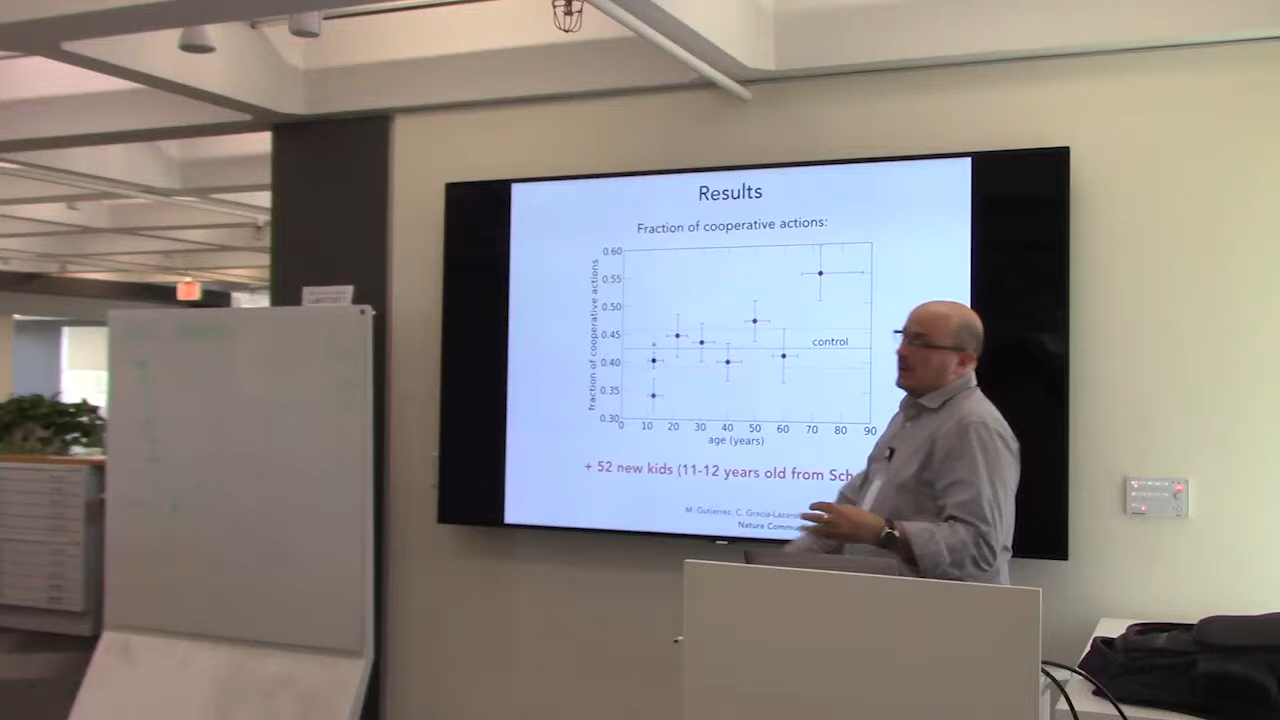 Results
Fraction of cooperative actions:
fraction of cooperative actions
0.60
0.55
0.50
0.45
0.40
0.35
0.30
control
0 10 20 30 40 50 60 70 80 90
age (years)
+ 52 new kids (11-12 years old from Sch
M. Gutierrez, C. Gracia-Lázaro
Nature Commu